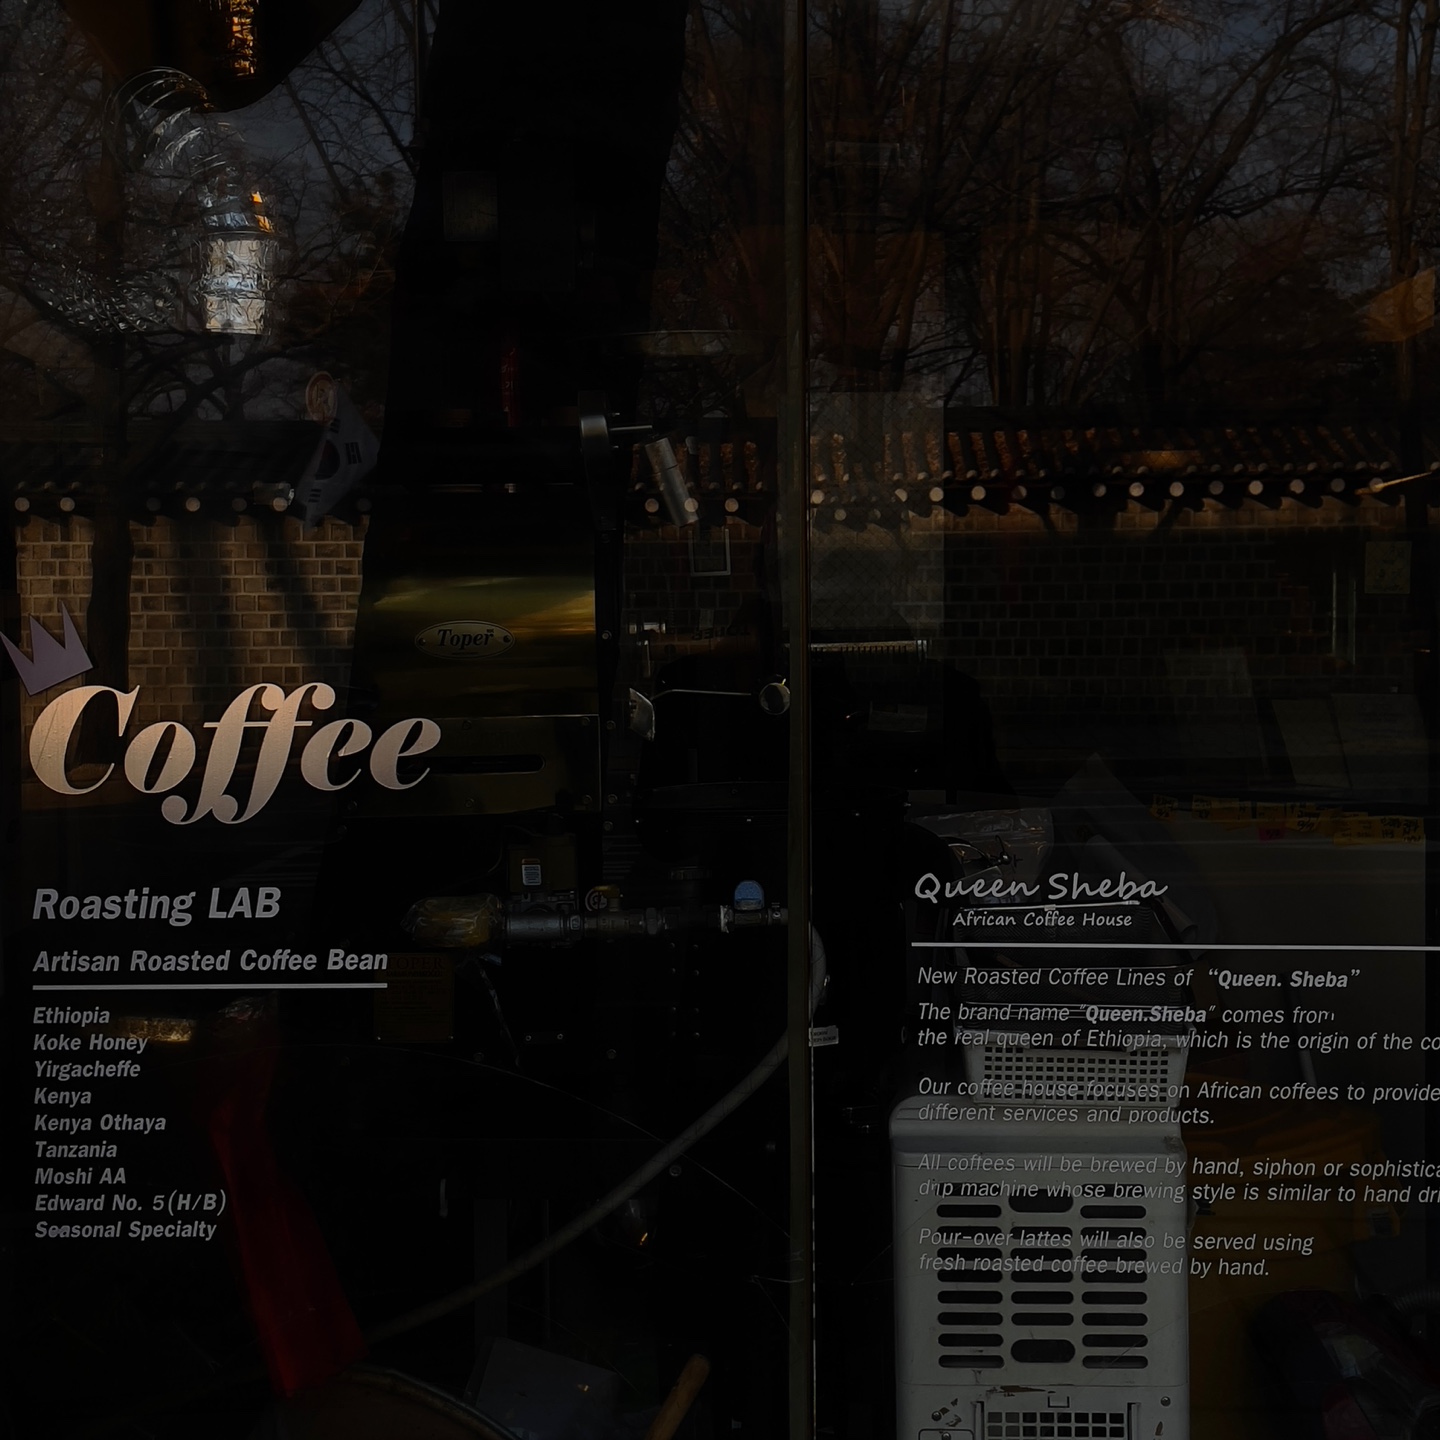 Toper
Coffee
Roasting LAB
Artisan Roasted Coffee Bean
Ethiopia
Koke Honey
Yirgacheffe
Kenya
Kenya Othaya
Tanzania
Moshi AA
Edward No. 5(H/B)
Seasonal Specialty
TOPER
Queen Sheba
African Coffee House
New Roasted Coffee Lines of “Queen. Sheba”
The brand name "Queen.Sheba" comes from
the real queen of Ethiopia, which is the origin of the co
Our coffee house focuses on African coffees to provide
different services and products.
All coffees will be brewed by hand, siphon or sophistica
drip machine whose brewing style is similar to hand dri
Pour-over lattes will also be served using
fresh roasted coffee brewed by hand.